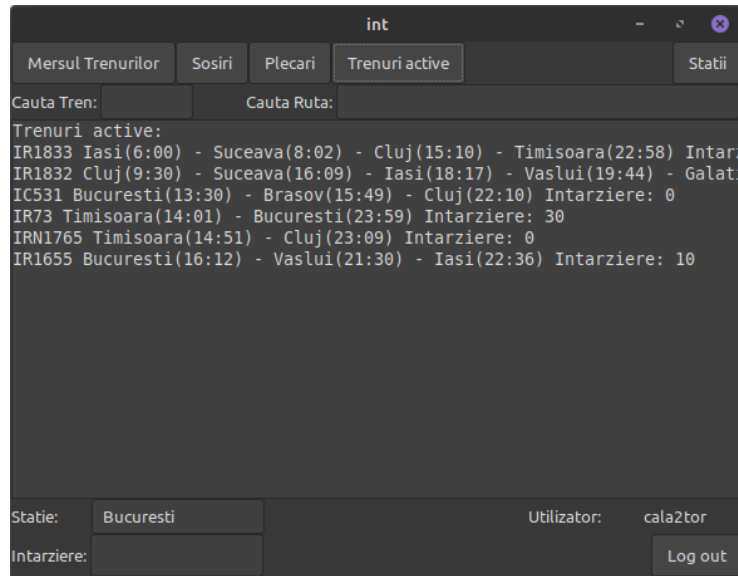 int
Mersul Trenurilor Sosiri Plecari Trenuri active Statii
Cauta Tren: Cauta Ruta:
Trenuri active:
IR1833 Iasi(6:00) - Suceava(8:02) - Cluj(15:10) - Timisoara(22:58) Intar
IR1832 Cluj(9:30) - Suceava(16:09) - Iasi(18:17) - Vaslui(19:44) - Galat
IC531 Bucuresti(13:30) - Brasov(15:49) - Cluj(22:10) Intarziere: 0
IR73 Timisoara(14:01) - Bucuresti(23:59) Intarziere: 30
IRN1765 Timisoara(14:51) - Cluj(23:09) Intarziere: 0
IR1655 Bucuresti(16:12) - Vaslui(21:30) - Iasi(22:36) Intarziere: 10
Statie: Bucuresti Utilizator: cala2tor
Intarziere: Log out